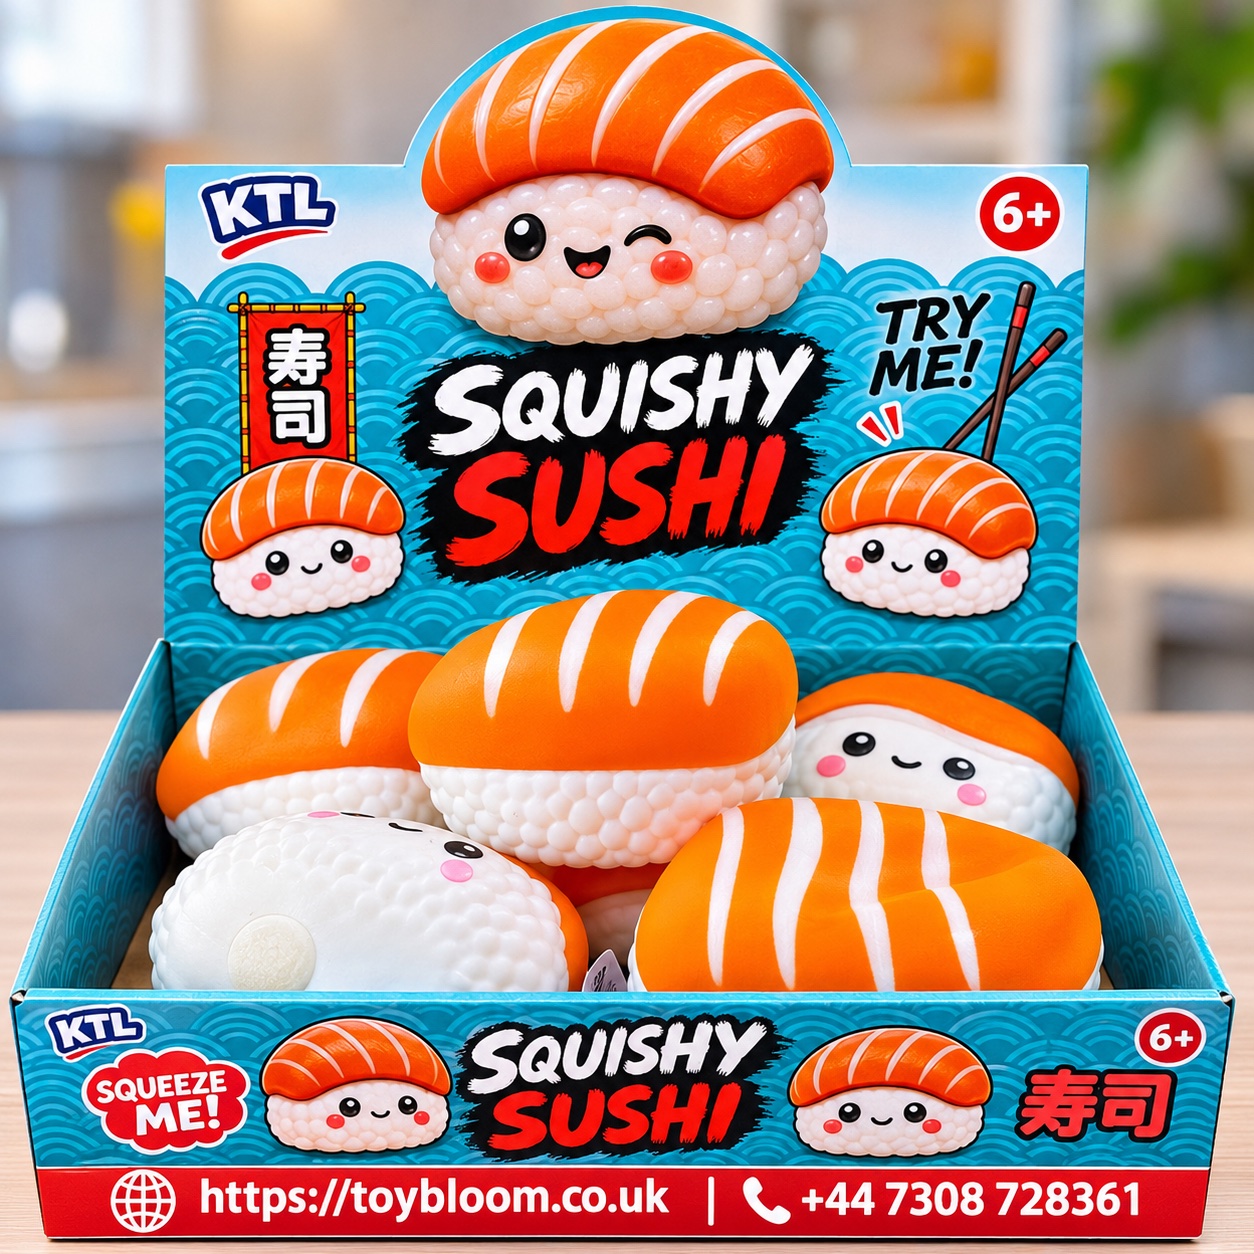 KTL
6+
寿司
TRY
ME!
SQUISHY
SUSHI
KTL
6+
SQUEEZE
ME!
SQUISHY
SUSHI
寿司
https://toybloom.co.uk | +44 7308 728361